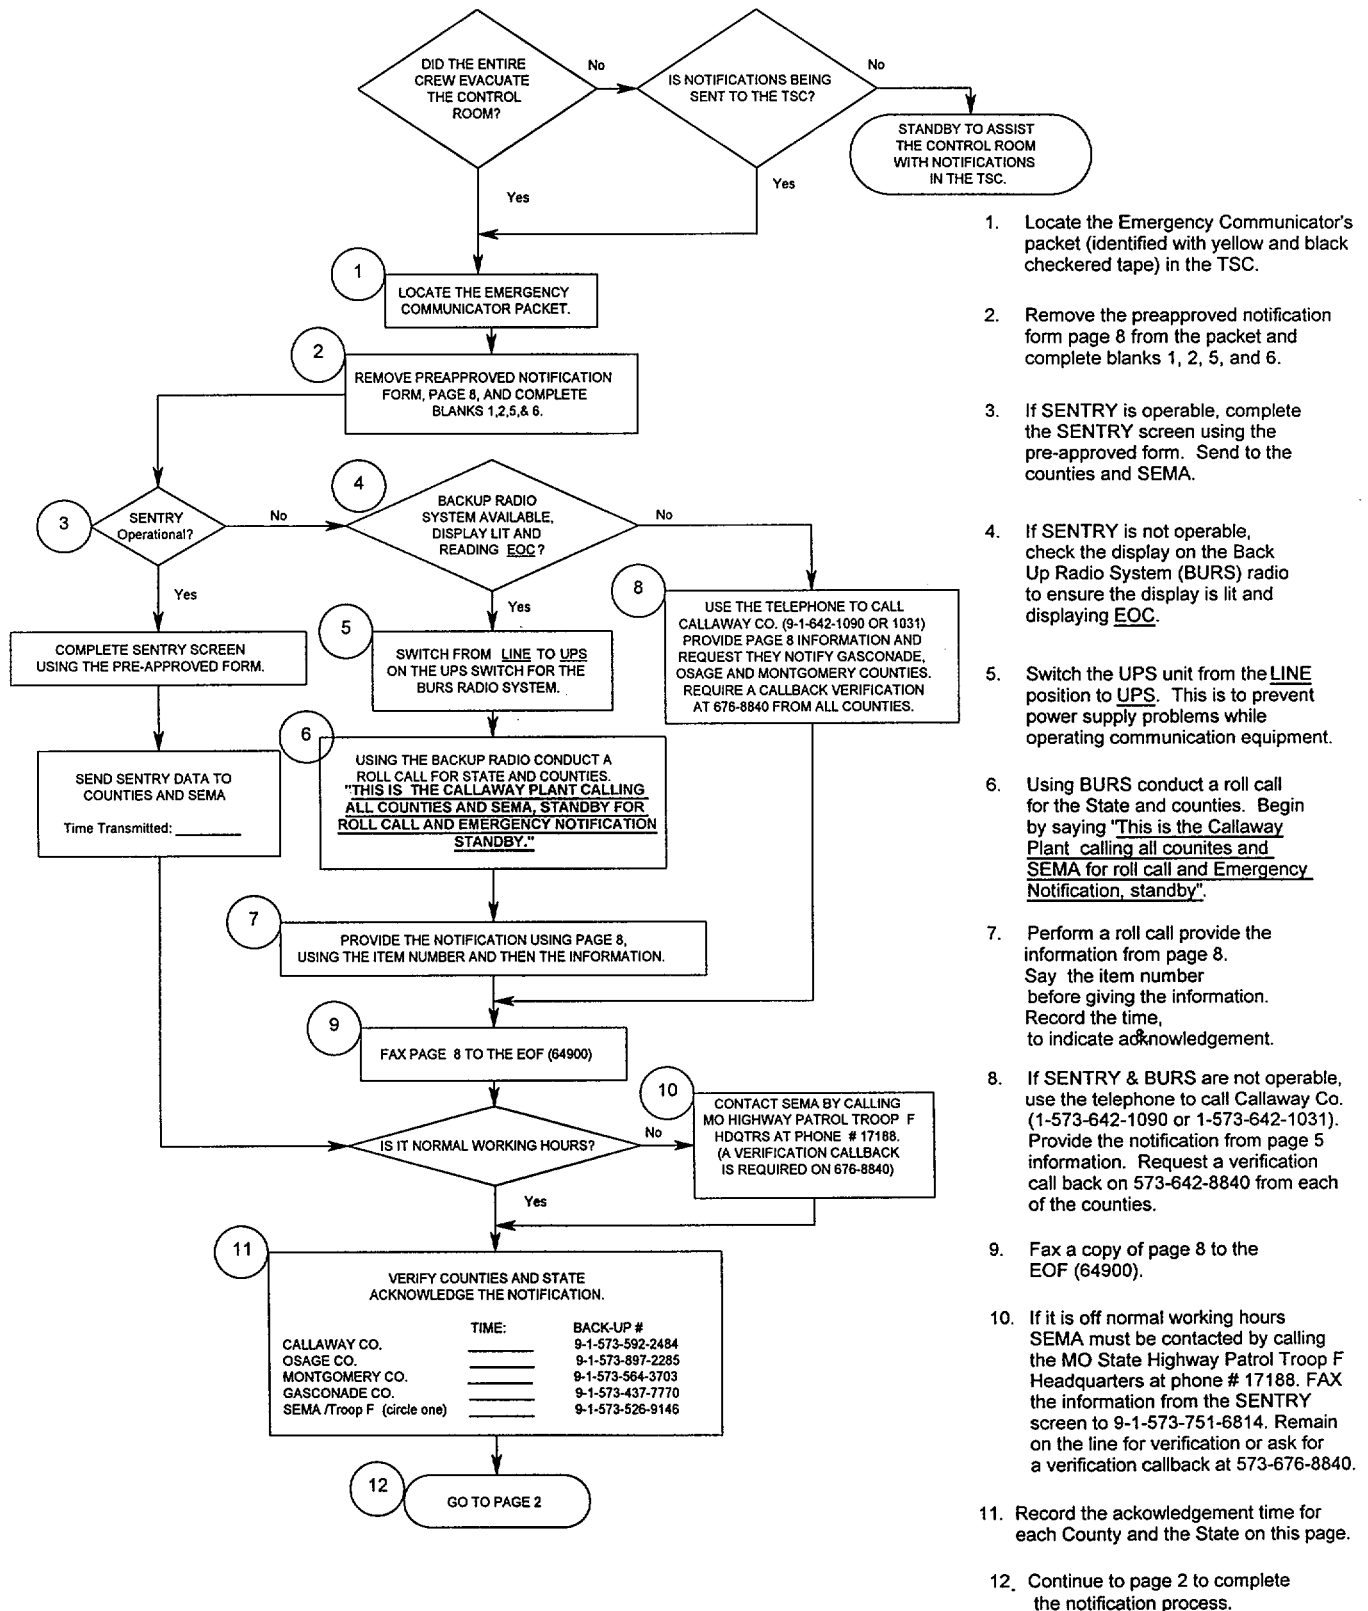 DID THE ENTIRE
CREW EVACUATE
THE CONTROL
ROOM?
No
IS NOTIFICATIONS BEING
SENT TO THE TSC?
No
STANDBY TO ASSIST
THE CONTROL ROOM
WITH NOTIFICATIONS
IN THE TSC.
Yes
Yes
1
LOCATE THE EMERGENCY
COMMUNICATOR PACKET.
2
REMOVE PREAPPROVED NOTIFICATION
FORM, PAGE 8, AND COMPLETE
BLANKS 1,2,5,& 6.
3
SENTRY
Operational?
No
4
BACKUP RADIO
SYSTEM AVAILABLE,
DISPLAY LIT AND
READING EOC?
No
Yes
Yes
COMPLETE SENTRY SCREEN
USING THE PRE-APPROVED FORM.
SEND SENTRY DATA TO
COUNTIES AND SEMA
Time Transmitted: ________
5
SWITCH FROM LINE TO UPS
ON THE UPS SWITCH FOR THE
BURS RADIO SYSTEM.
8
USE THE TELEPHONE TO CALL
CALLAWAY CO. (9-1-642-1090 OR 1031)
PROVIDE PAGE 8 INFORMATION AND
REQUEST THEY NOTIFY GASCONADE,
OSAGE AND MONTGOMERY COUNTIES.
REQUIRE A CALLBACK VERIFICATION
AT 676-8840 FROM ALL COUNTIES.
6
USING THE BACKUP RADIO CONDUCT A
ROLL CALL FOR STATE AND COUNTIES.
"THIS IS THE CALLAWAY PLANT CALLING
ALL COUNTIES AND SEMA, STANDBY FOR
ROLL CALL AND EMERGENCY NOTIFICATION
STANDBY."
7
PROVIDE THE NOTIFICATION USING PAGE 8,
USING THE ITEM NUMBER AND THEN THE INFORMATION.
9
FAX PAGE 8 TO THE EOF (64900)
IS IT NORMAL WORKING HOURS?
No
10
CONTACT SEMA BY CALLING
MO HIGHWAY PATROL TROOP F
HDQTRS AT PHONE # 17188.
(A VERIFICATION CALLBACK
IS REQUIRED ON 676-8840)
Yes
11
VERIFY COUNTIES AND STATE
ACKNOWLEDGE THE NOTIFICATION.
TIME: BACK-UP #
CALLAWAY CO. ________ 9-1-573-592-2484
OSAGE CO. ________ 9-1-573-897-2285
MONTGOMERY CO. ________ 9-1-573-564-3703
GASCONADE CO. ________ 9-1-573-437-7770
SEMA /Troop F (circle one) ________ 9-1-573-526-9146
12
GO TO PAGE 2
1. Locate the Emergency Communicator's
packet (identified with yellow and black
checkered tape) in the TSC.
2. Remove the preapproved notification
form page 8 from the packet and
complete blanks 1, 2, 5, and 6.
3. If SENTRY is operable, complete
the SENTRY screen using the
pre-approved form. Send to the
counties and SEMA.
4. If SENTRY is not operable,
check the display on the Back
Up Radio System (BURS) radio
to ensure the display is lit and
displaying EOC.
5. Switch the UPS unit from the LINE
position to UPS. This is to prevent
power supply problems while
operating communication equipment.
6. Using BURS conduct a roll call
for the State and counties. Begin
by saying "This is the Callaway
Plant calling all counites and
SEMA for roll call and Emergency
Notification, standby".
7. Perform a roll call provide the
information from page 8.
Say the item number
before giving the information.
Record the time,
to indicate acknowledgement.
&
8. If SENTRY & BURS are not operable,
use the telephone to call Callaway Co.
(1-573-642-1090 or 1-573-642-1031).
Provide the notification from page 5
information. Request a verification
call back on 573-642-8840 from each
of the counties.
9. Fax a copy of page 8 to the
EOF (64900).
10. If it is off normal working hours
SEMA must be contacted by calling
the MO State Highway Patrol Troop F
Headquarters at phone # 17188. FAX
the information from the SENTRY
screen to 9-1-573-751-6814. Remain
on the line for verification or ask for
a verification callback at 573-676-8840.
11. Record the ackowledgement time for
each County and the State on this page.
12. Continue to page 2 to complete
the notification process.